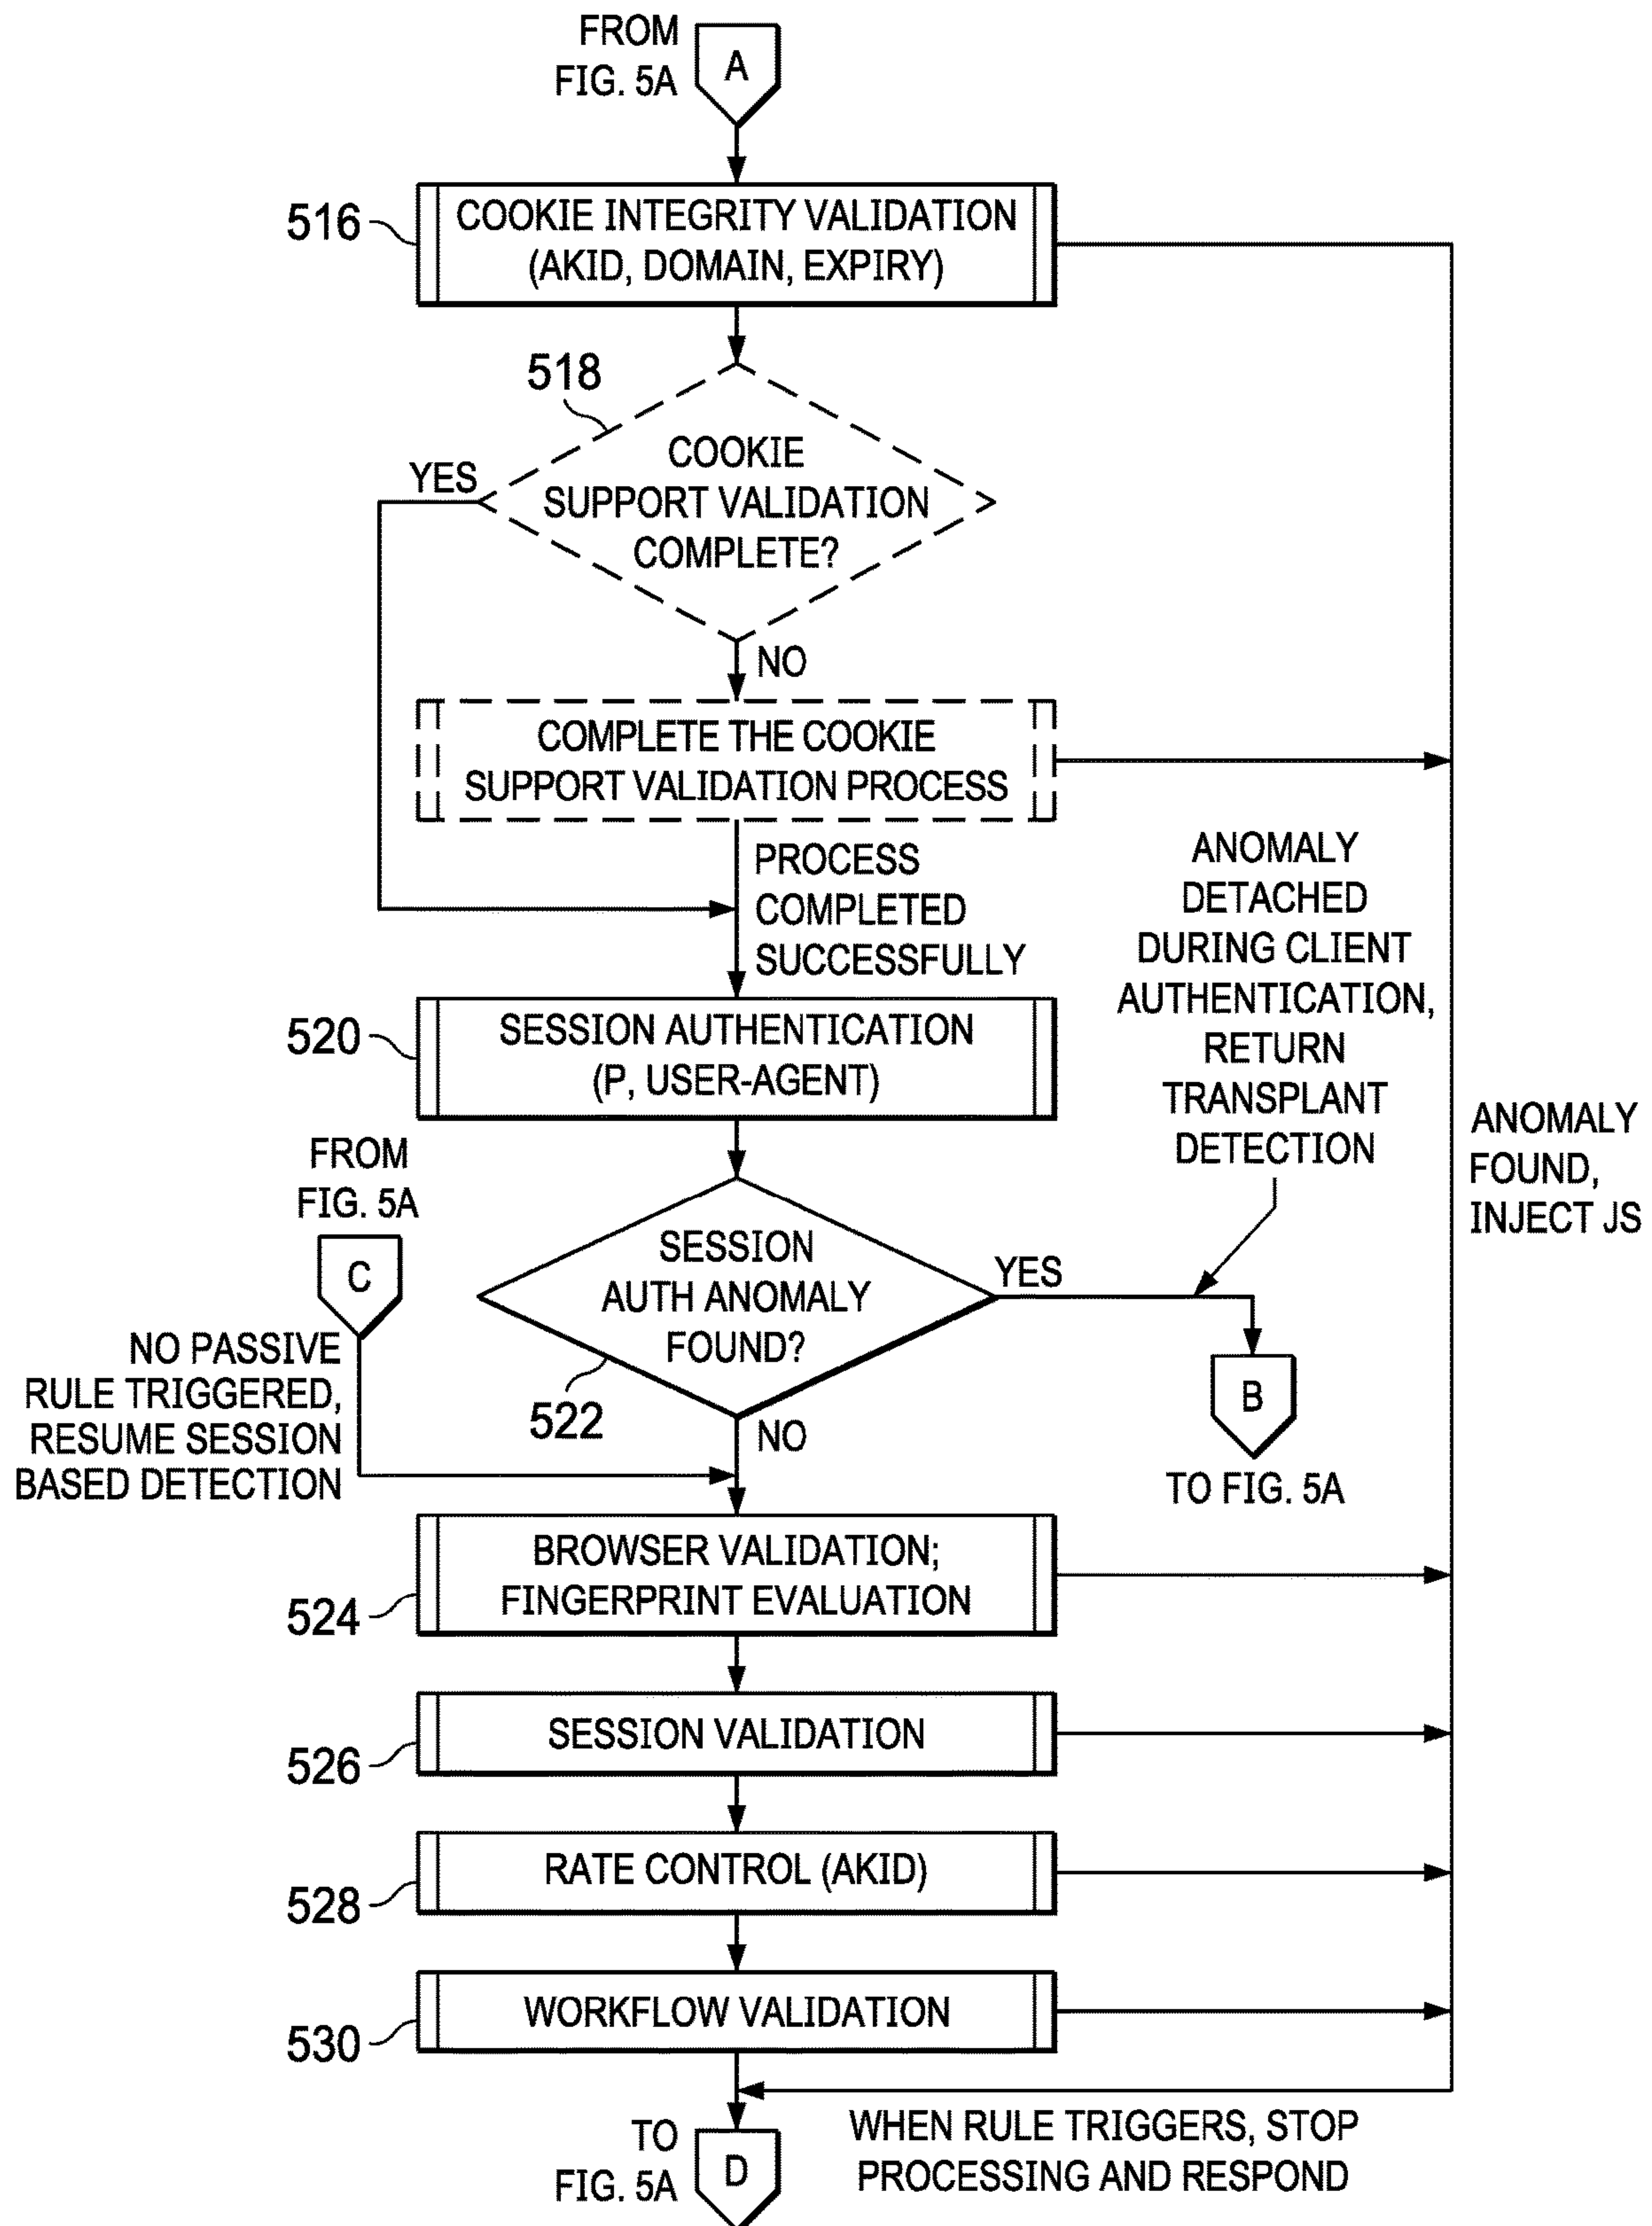 FROM
FIG. 5A
A
516
COOKIE INTEGRITY VALIDATION
(AKID, DOMAIN, EXPIRY)
518
COOKIE
SUPPORT VALIDATION
COMPLETE?
YES
NO
COMPLETE THE COOKIE
SUPPORT VALIDATION PROCESS
PROCESS
COMPLETED
SUCCESSFULLY
ANOMALY
DETACHED
DURING CLIENT
AUTHENTICATION,
RETURN
TRANSPLANT
DETECTION
ANOMALY
FOUND,
INJECT JS
520
SESSION AUTHENTICATION
(P, USER-AGENT)
FROM
FIG. 5A
C
NO PASSIVE
RULE TRIGGERED,
RESUME SESSION
BASED DETECTION
SESSION
AUTH ANOMALY
FOUND?
522
YES
NO
B
TO FIG. 5A
524
BROWSER VALIDATION;
FINGERPRINT EVALUATION
526
SESSION VALIDATION
528
RATE CONTROL (AKID)
530
WORKFLOW VALIDATION
TO
FIG. 5A
D
WHEN RULE TRIGGERS, STOP
PROCESSING AND RESPOND